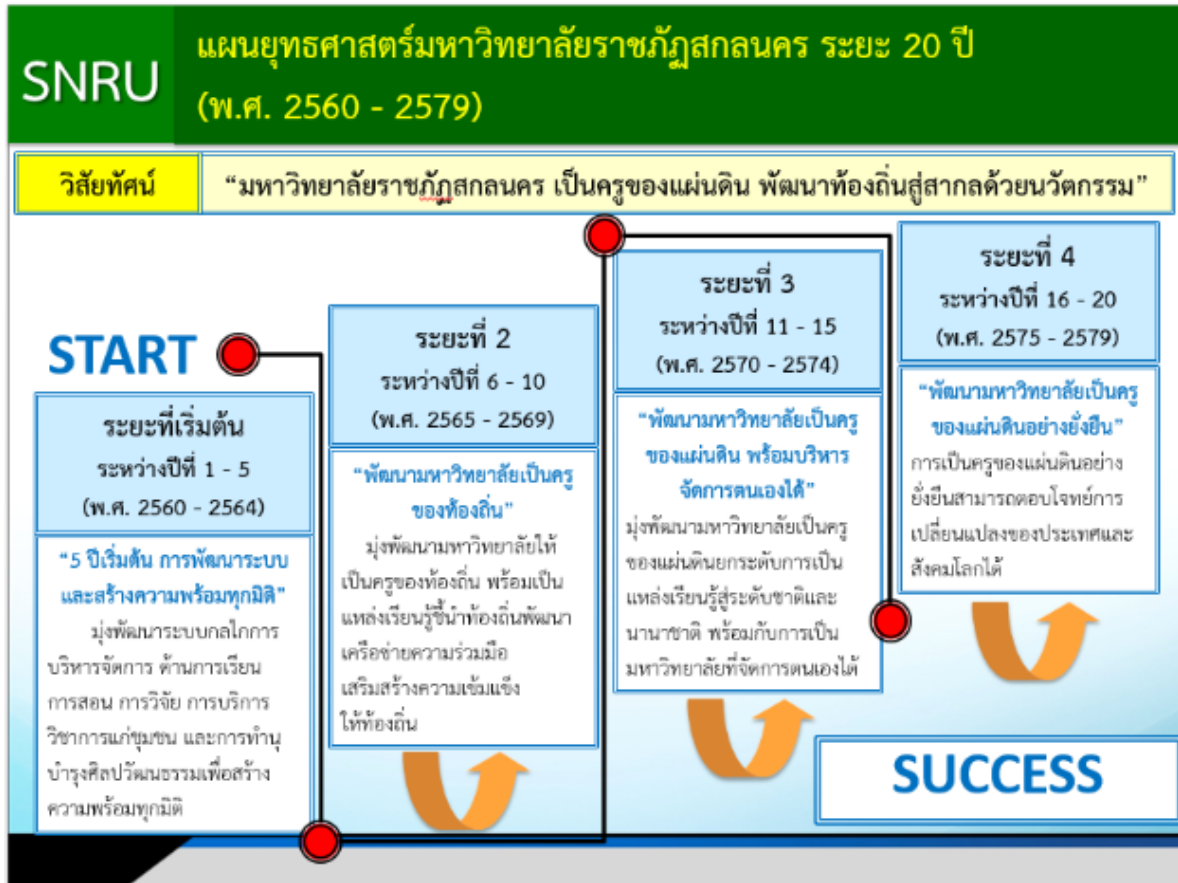 SNRU
แผนยุทธศาสตร์มหาวิทยาลัยราชภัฏสกลนคร ระยะ 20 ปี
(พ.ศ. 2560 - 2579)
วิสัยทัศน์
“มหาวิทยาลัยราชภัฏสกลนคร เป็นครูของแผ่นดิน พัฒนาท้องถิ่นสู่สากลด้วยนวัตกรรม”
START
ระยะที่เริ่มต้น
ระหว่างปีที่ 1 - 5
(พ.ศ. 2560 - 2564)
“5 ปีเริ่มต้น การพัฒนาระบบ
และสร้างความพร้อมทุกมิติ”
มุ่งพัฒนาระบบกลไกการ
บริหารจัดการ ด้านการเรียน
การสอน การวิจัย การบริการ
วิชาการแก่ชุมชน และการทำนุ
บำรุงศิลปวัฒนธรรมเพื่อสร้าง
ความพร้อมทุกมิติ
ระยะที่ 2
ระหว่างปีที่ 6 - 10
(พ.ศ. 2565 - 2569)
“พัฒนามหาวิทยาลัยเป็นครู
ของท้องถิ่น”
มุ่งพัฒนามหาวิทยาลัยให้
เป็นครูของท้องถิ่น พร้อมเป็น
แหล่งเรียนรู้ชี้นำท้องถิ่นพัฒนา
เครือข่ายความร่วมมือ
เสริมสร้างความเข้มแข็ง
ให้ท้องถิ่น
ระยะที่ 3
ระหว่างปีที่ 11 - 15
(พ.ศ. 2570 - 2574)
“พัฒนามหาวิทยาลัยเป็นครู
ของแผ่นดิน พร้อมบริหาร
จัดการตนเองได้”
มุ่งพัฒนามหาวิทยาลัยเป็นครู
ของแผ่นดินยกระดับการเป็น
แหล่งเรียนรู้สู่ระดับชาติและ
นานาชาติ พร้อมกับการเป็น
มหาวิทยาลัยที่จัดการตนเองได้
ระยะที่ 4
ระหว่างปีที่ 16 - 20
(พ.ศ. 2575 - 2579)
“พัฒนามหาวิทยาลัยเป็นครู
ของแผ่นดินอย่างยั่งยืน”
การเป็นครูของแผ่นดินอย่าง
ยั่งยืนสามารถตอบโจทย์การ
เปลี่ยนแปลงของประเทศและ
สังคมโลกได้
SUCCESS